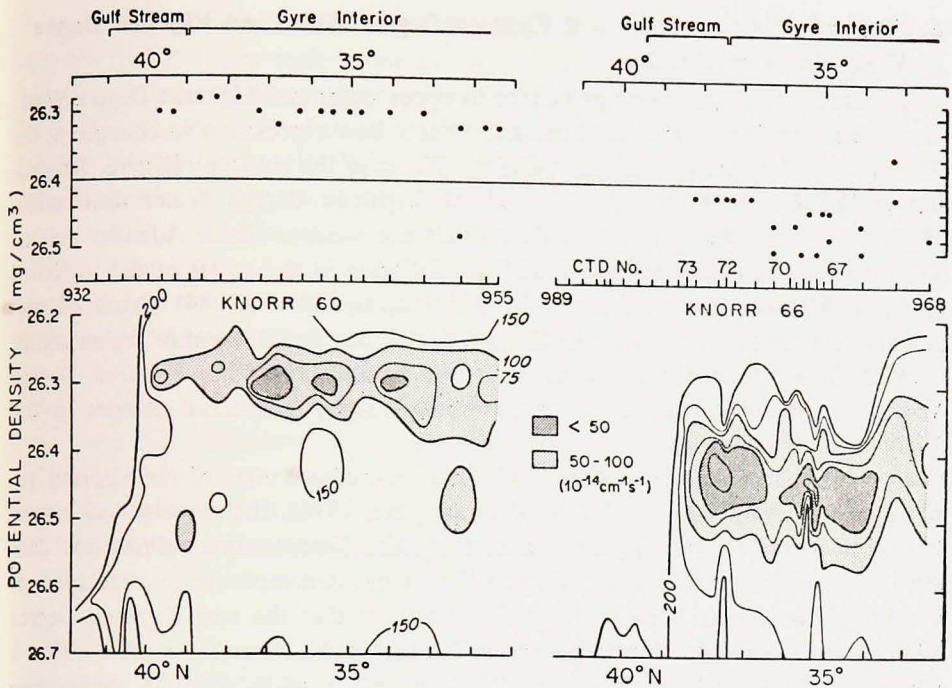 Gulf Stream Gyre Interior
40° 35°
26.3
26.4
26.5
932 KNORR 60 955
Gulf Stream Gyre Interior
40° 35°
CTD No. 73 72 70 67
989 KNORR 66 968
POTENTIAL DENSITY (mg/cm³)
26.2
26.3
26.4
26.5
26.6
26.7
200
150
100
75
150
150
40° N 35°
< 50
50-100
(10⁻¹⁴cm⁻¹s⁻¹)
200
40° N 35°